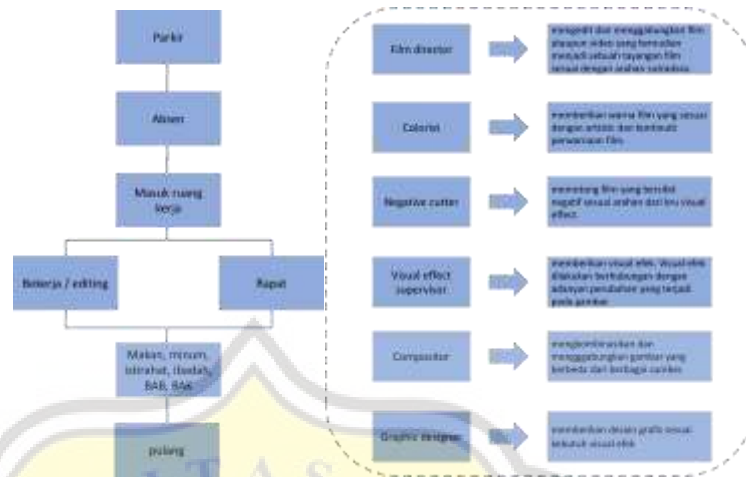 Parkir
Absen
Masuk ruang
kerja
Bekerja / editing
Rapat
Makan, minum,
istirahat, ibadah,
BAB, BAK
pulang
Film director
mengedit dan menggabungkan film
ataupun video yang kemudian
menjadi sebuah tayangan film
sesuai dengan arahan sutradara.
Colorist
memberikan warna film yang sesuai
dengan artistic dan kontinuiti
pewarnaan film.
Negative cutter
memotong film yang bersifat
negatif sesuai arahan dari kru visual
effect.
Visual effect
supervisor
memberikan visual efek. Visual efek
dilakukan berhubungan dengan
adanya perubahan yang terjadi
pada gambar
Compositor
mengkombinasikan dan
menggabungkan gambar yang
berbeda dari berbagai sumber
Graphic designer
memberikan desain grafis sesuai
visual efek
ITAS